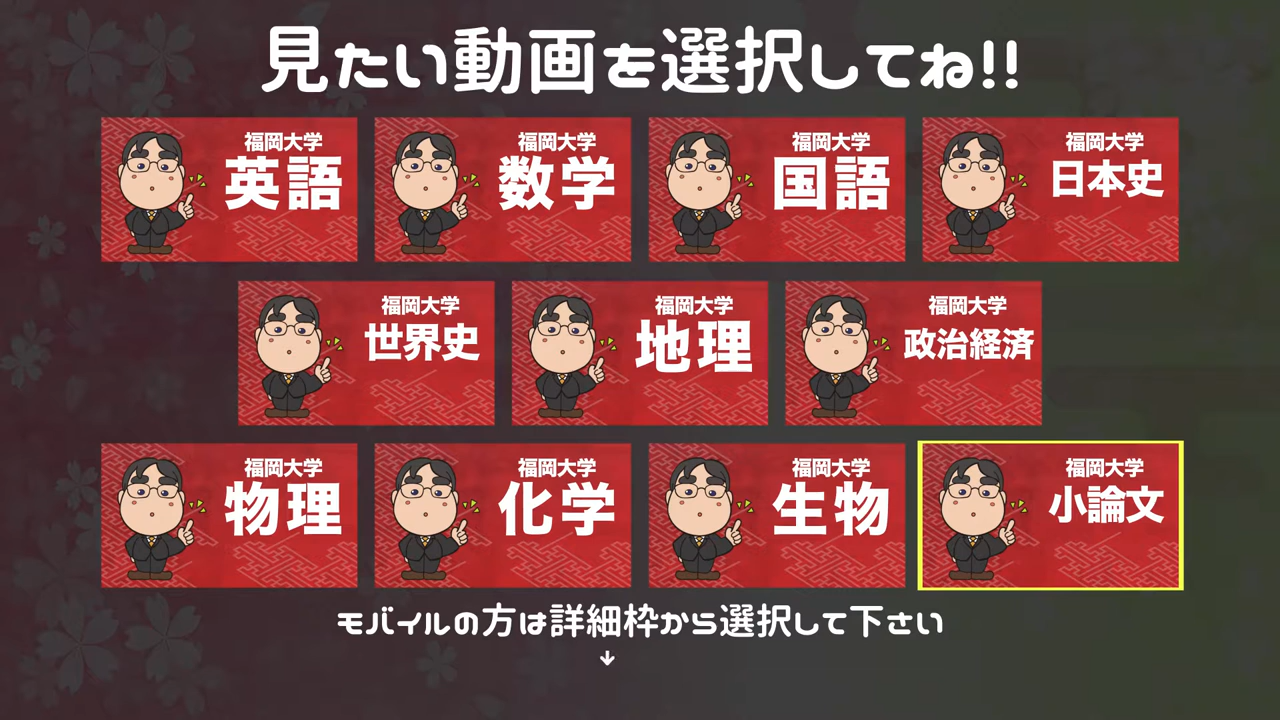 見たい動画を選択してね!!
福岡大学
英語
福岡大学
数学
福岡大学
国語
福岡大学
日本史
福岡大学
世界史
福岡大学
地理
福岡大学
政治経済
福岡大学
物理
福岡大学
化学
福岡大学
生物
福岡大学
小論文
モバイルの方は詳細枠から選択して下さい
↓